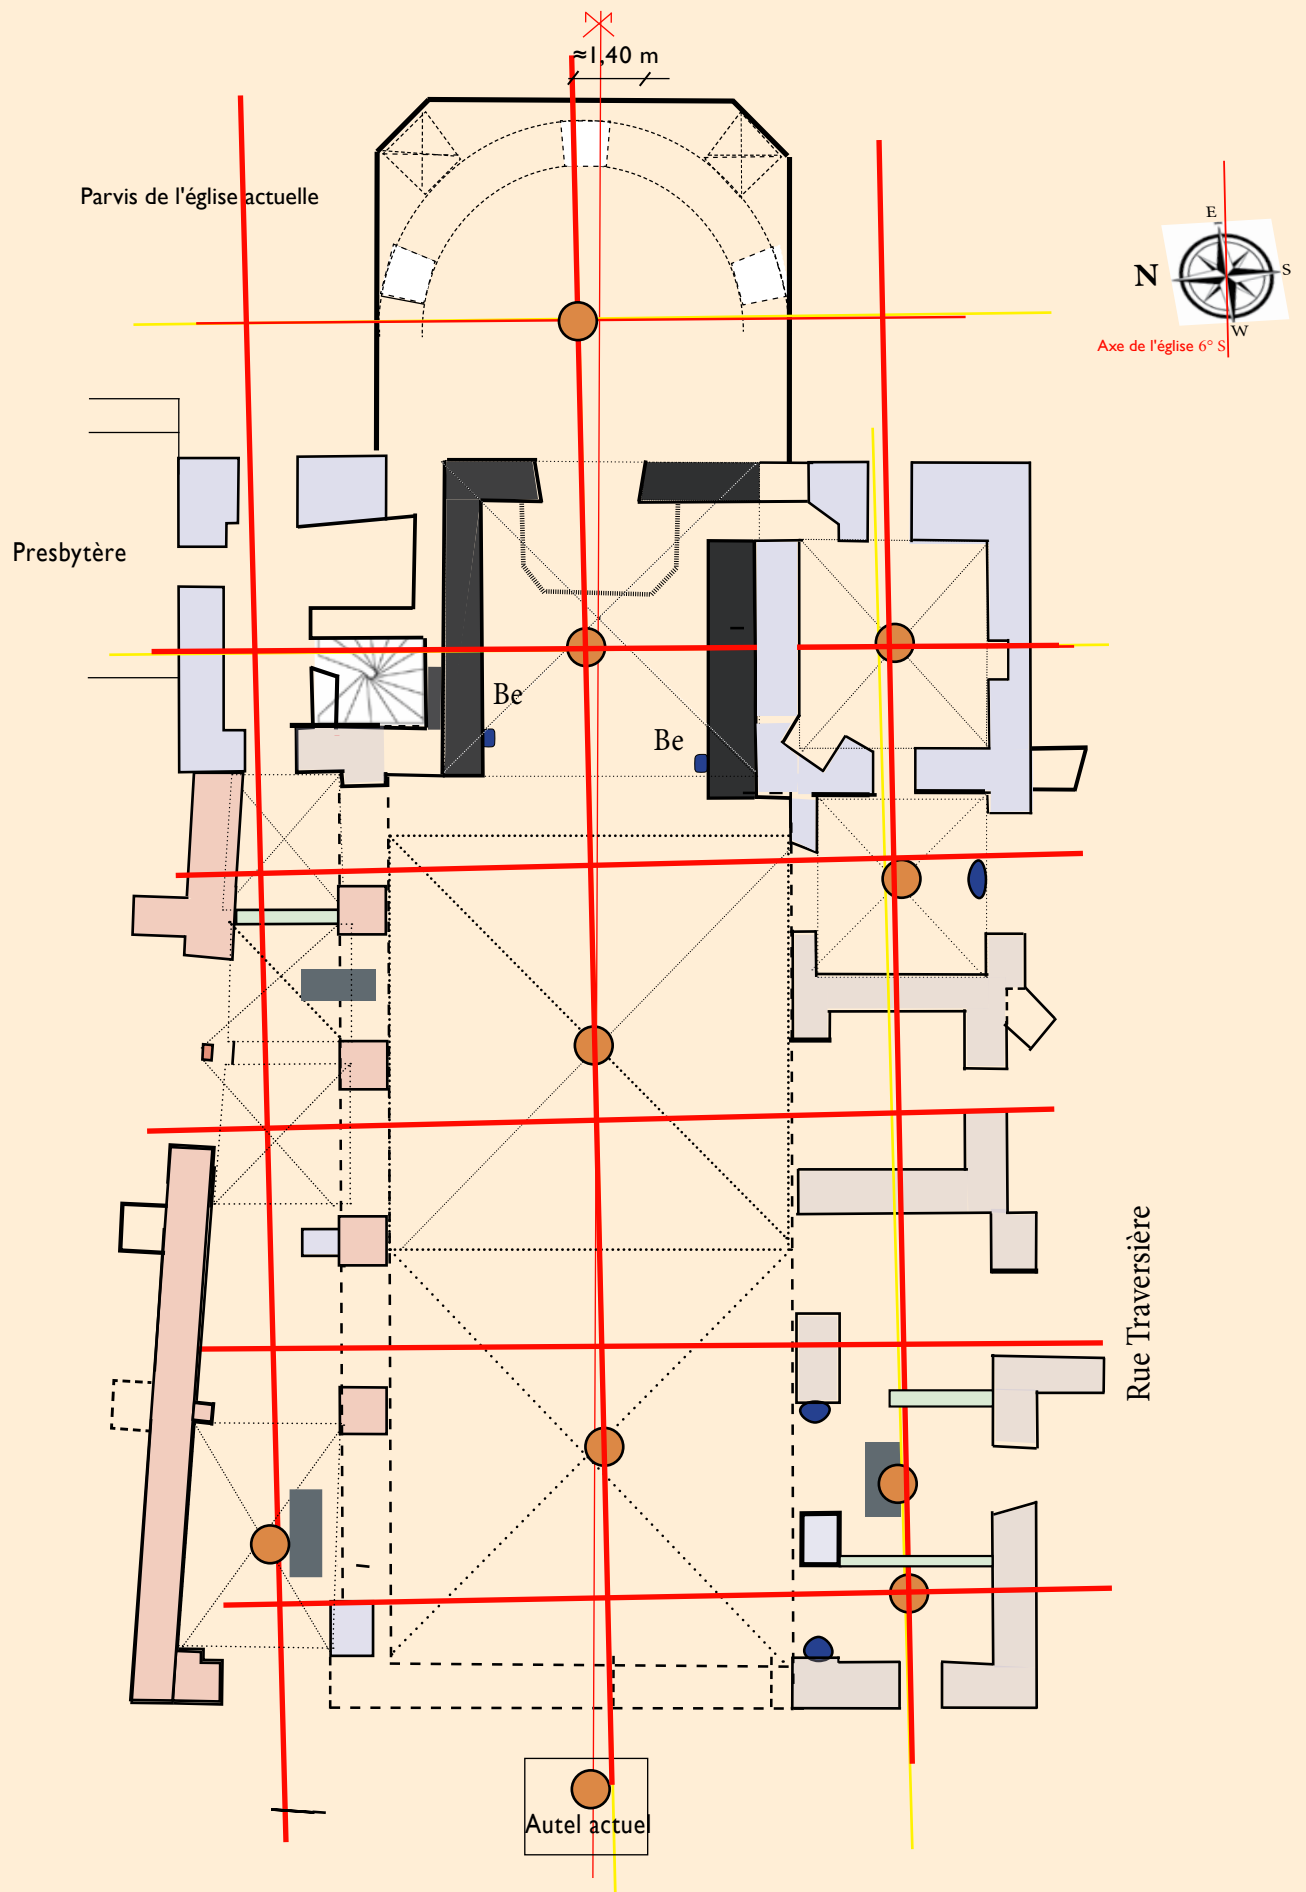 ≈1,40 m
Parvis de l'église actuelle
E
N
S
W
Axe de l'église 6° S
Presbytère
Be
Be
Rue Traversière
Autel actuel